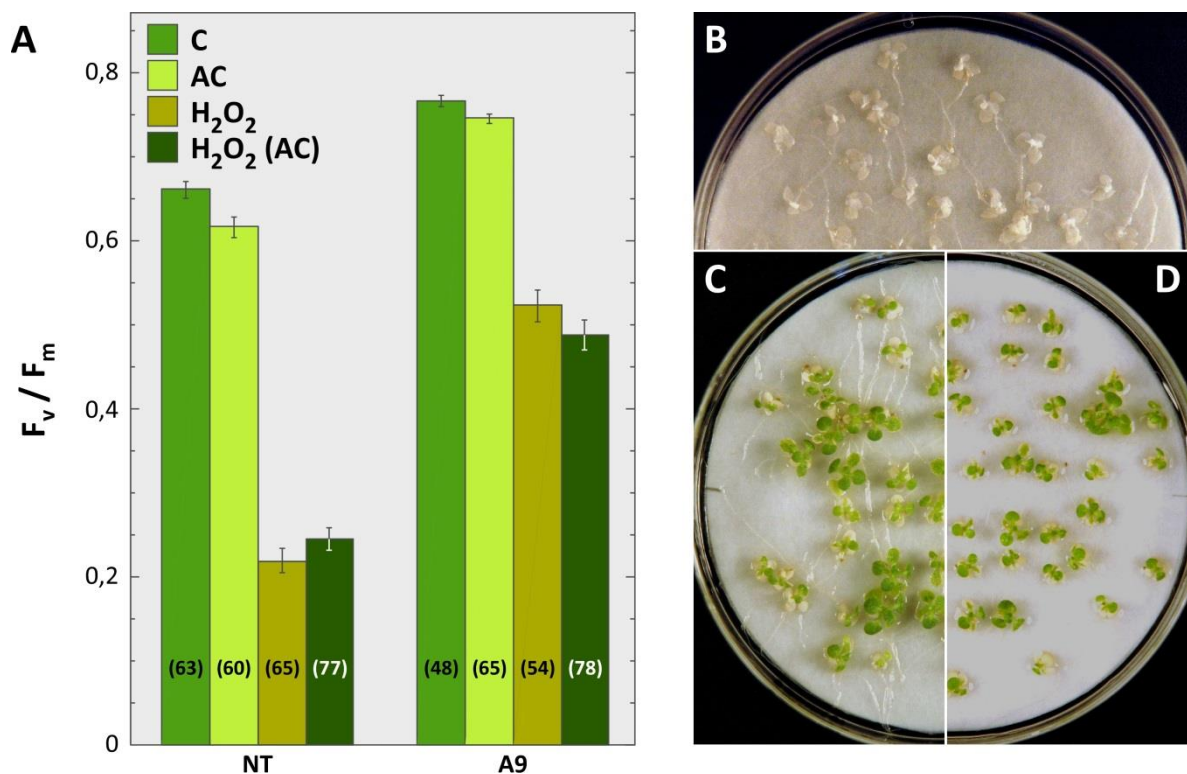 A
C
AC
H₂O₂
H₂O₂ (AC)
0,8
0,6
0,4
0,2
0
Fᵥ / Fₘ
(63) (60) (65) (77) (48) (65) (54) (78)
NT A9
B
C D